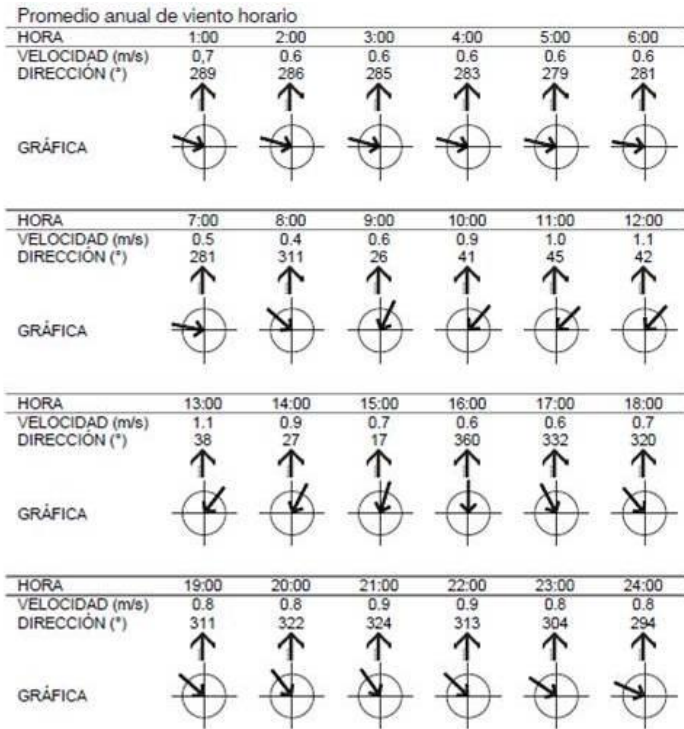 Promedio anual de viento horario
HORA 1:00 2:00 3:00 4:00 5:00 6:00
VELOCIDAD (m/s) 0,7 0.6 0.6 0.6 0.6 0.6
DIRECCIÓN (°) 289 286 285 283 279 281
GRÁFICA
HORA 7:00 8:00 9:00 10:00 11:00 12:00
VELOCIDAD (m/s) 0.5 0.4 0.6 0.9 1.0 1.1
DIRECCIÓN (°) 281 311 26 41 45 42
GRÁFICA
HORA 13:00 14:00 15:00 16:00 17:00 18:00
VELOCIDAD (m/s) 1.1 0.9 0.7 0.6 0.6 0.7
DIRECCIÓN (°) 38 27 17 360 332 320
GRÁFICA
HORA 19:00 20:00 21:00 22:00 23:00 24:00
VELOCIDAD (m/s) 0.8 0.8 0.9 0.9 0.8 0.8
DIRECCIÓN (°) 311 322 324 313 304 294
GRÁFICA